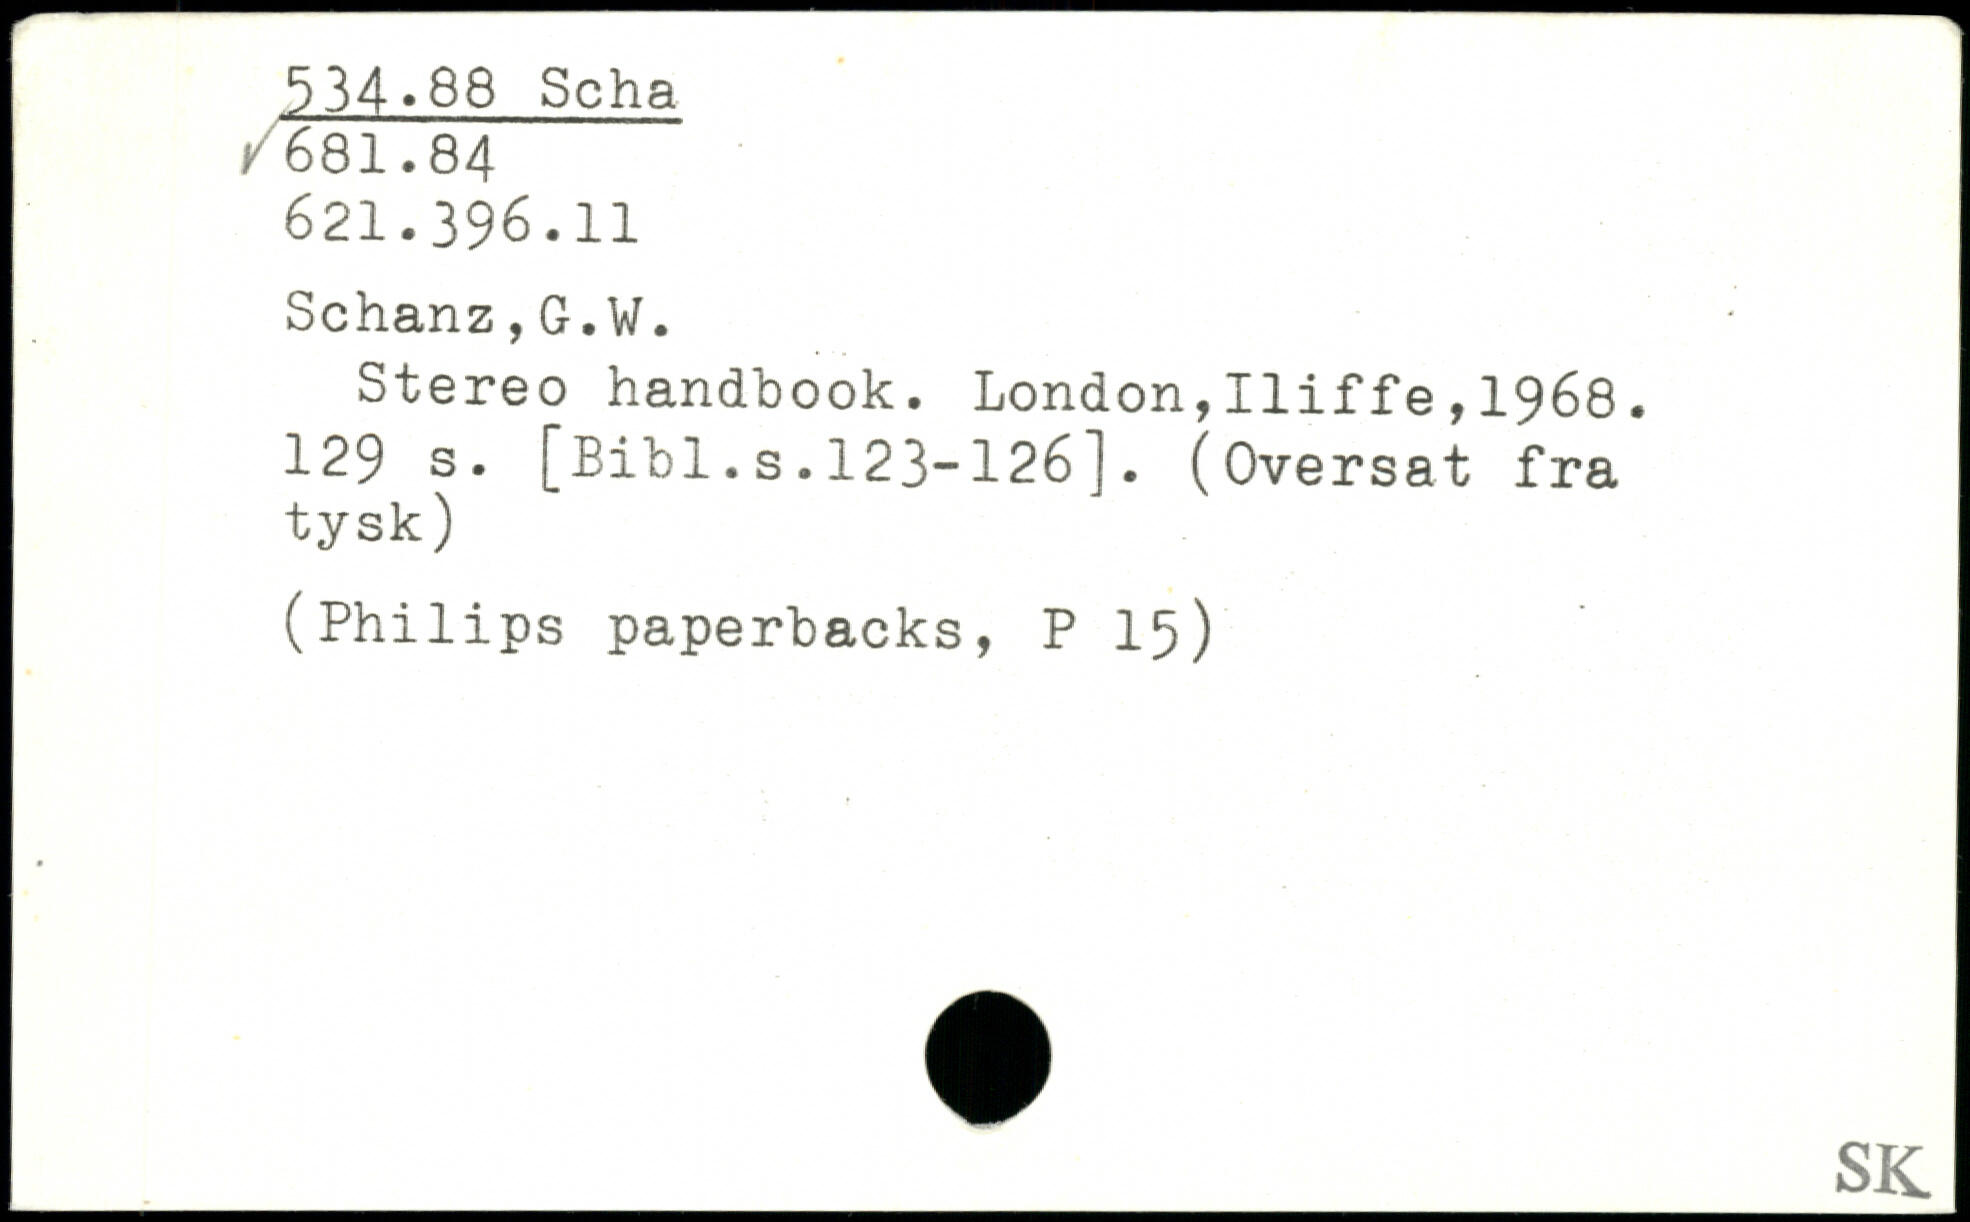 534.88 Scha
✓ 681.84
621.396.11
Schanz,G.W.
Stereo handbook. London,Iliffe,1968.
129 s. [Bibl.s.123-126]. (Oversat fra
tysk)
(Philips paperbacks, P 15)
SK